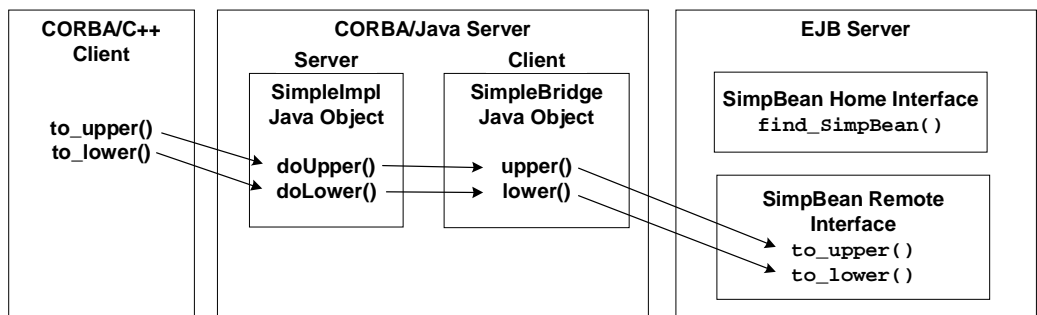 CORBA/C++
Client
to_upper()
to_lower()
CORBA/Java Server
Server
SimpleImpl
Java Object
doUpper()
doLower()
Client
SimpleBridge
Java Object
upper()
lower()
EJB Server
SimpBean Home Interface
find_SimpBean()
SimpBean Remote
Interface
to_upper()
to_lower()